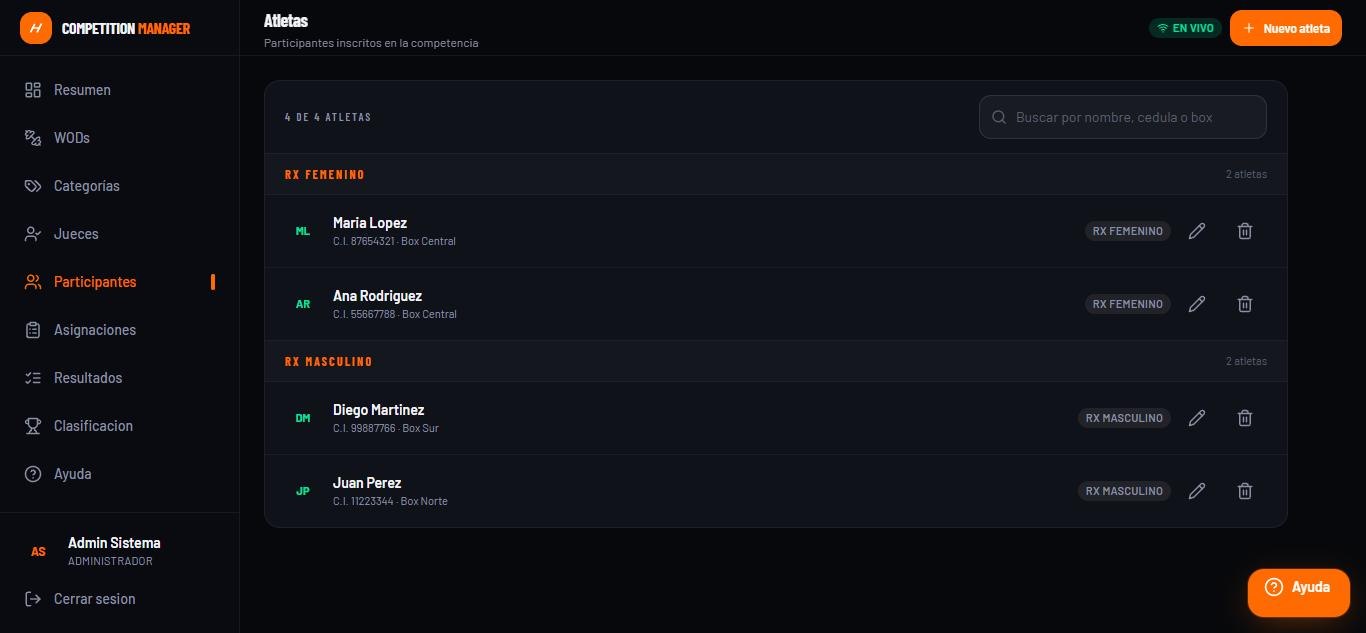 COMPETITION MANAGER
Resumen
WODs
Categorías
Jueces
Participantes
Asignaciones
Resultados
Clasificacion
Ayuda
AS
Admin Sistema
ADMINISTRADOR
Cerrar sesion
Atletas
Participantes inscritos en la competencia
EN VIVO
+ Nuevo atleta
4 DE 4 ATLETAS
Buscar por nombre, cedula o box
RX FEMENINO
2 atletas
ML
Maria Lopez
C.I. 87654321 · Box Central
RX FEMENINO
AR
Ana Rodriguez
C.I. 55667788 · Box Central
RX FEMENINO
RX MASCULINO
2 atletas
DM
Diego Martinez
C.I. 99887766 · Box Sur
RX MASCULINO
JP
Juan Perez
C.I. 11223344 · Box Norte
RX MASCULINO
Ayuda